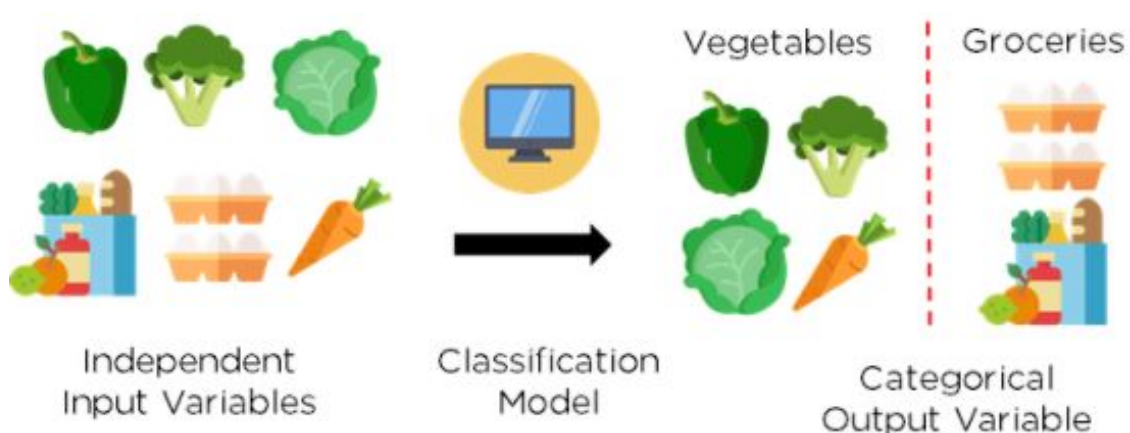 Vegetables
Groceries
Independent
Input Variables
Classification
Model
Categorical
Output Variable